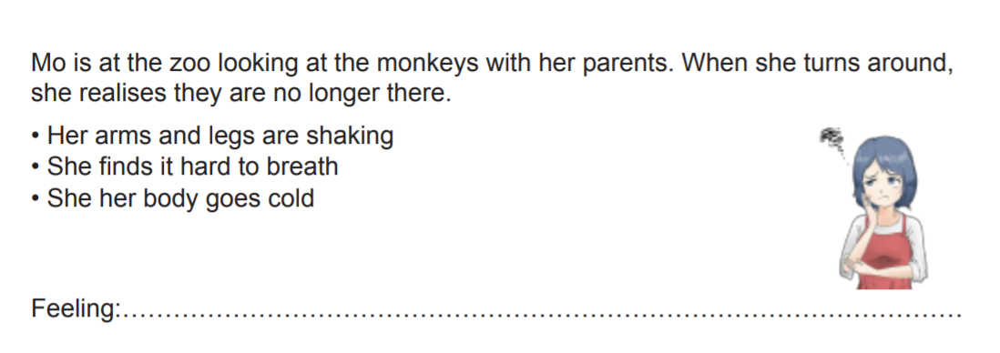 Mo is at the zoo looking at the monkeys with her parents. When she turns around,
she realises they are no longer there.
• Her arms and legs are shaking
• She finds it hard to breath
• She her body goes cold
Feeling:..........................................................................................